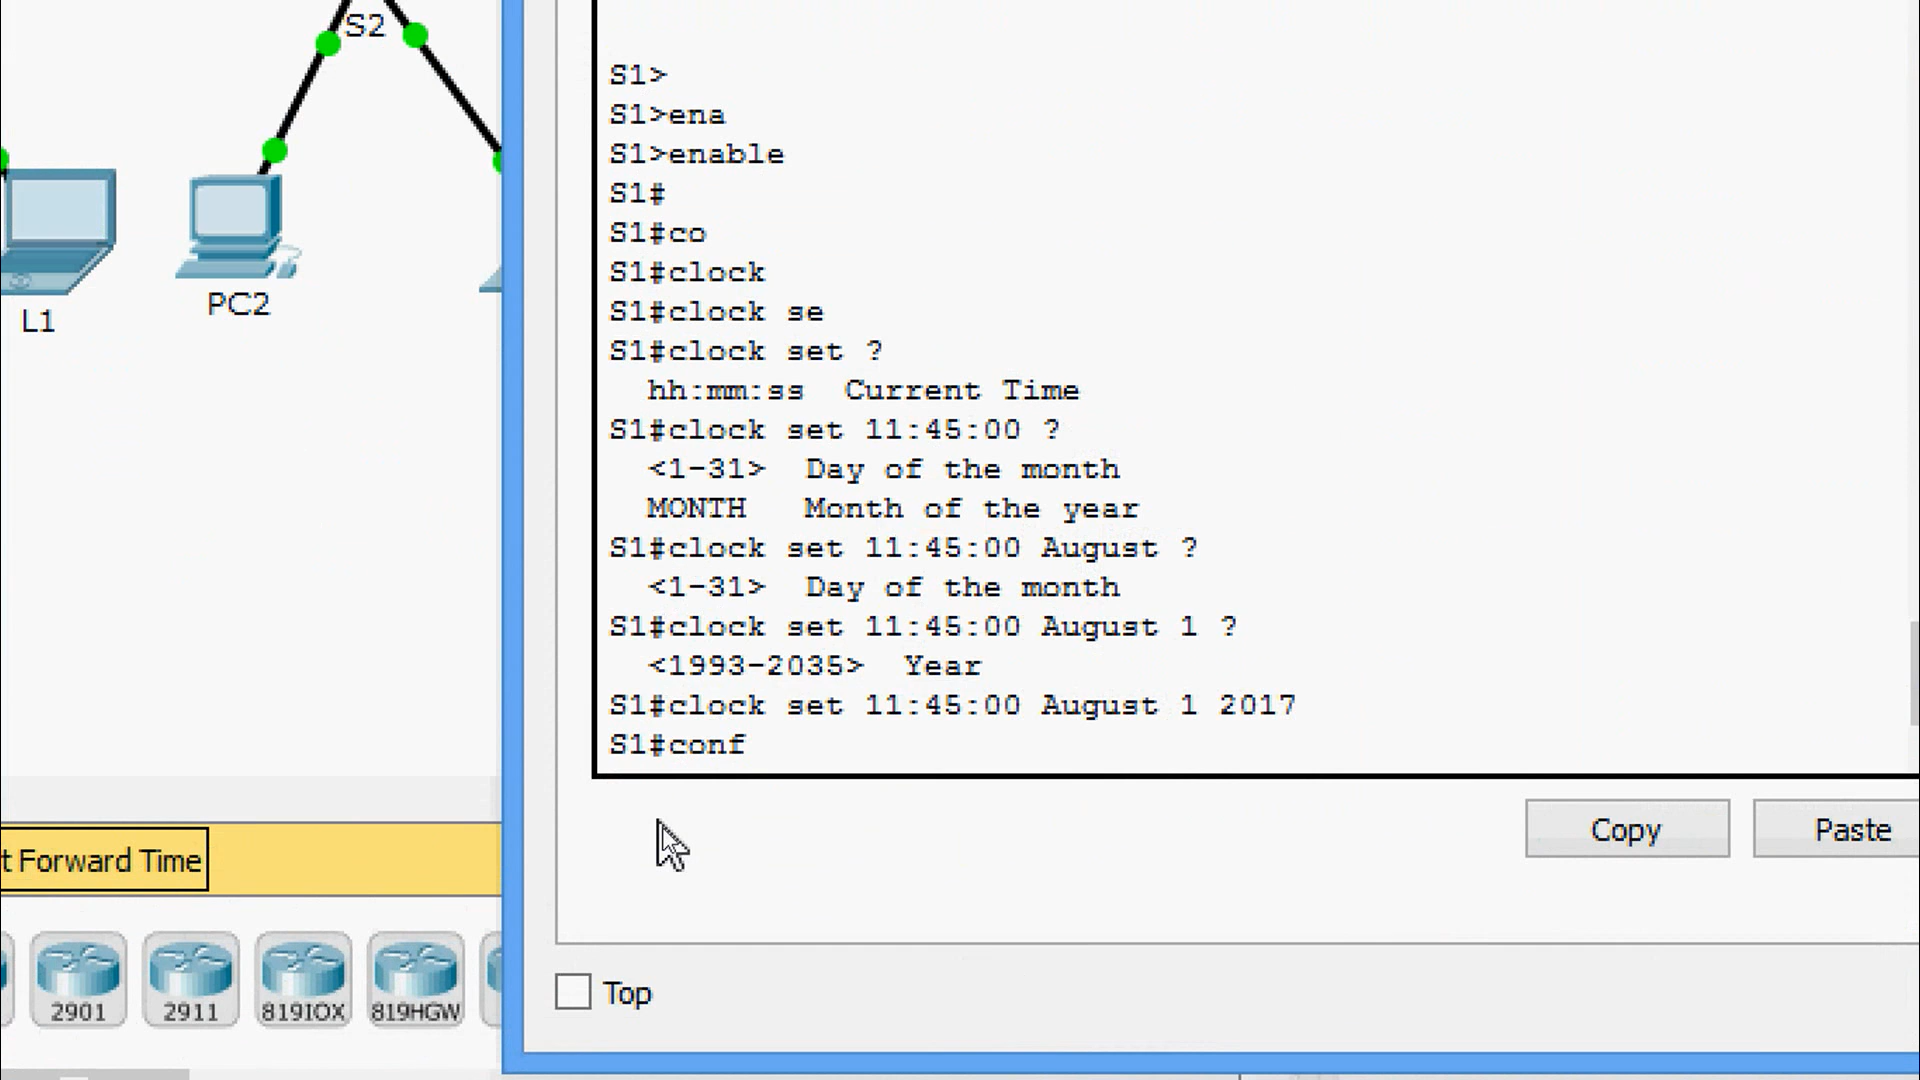 S2
L1
PC2
S1>
S1>ena
S1>enable
S1#
S1#co
S1#clock
S1#clock se
S1#clock set ?
hh:mm:ss Current Time
S1#clock set 11:45:00 ?
<1-31> Day of the month
MONTH Month of the year
S1#clock set 11:45:00 August ?
<1-31> Day of the month
S1#clock set 11:45:00 August 1 ?
<1993-2035> Year
S1#clock set 11:45:00 August 1 2017
S1#conf
Copy
Paste
t Forward Time
2901
2911
819IOX
819HGW
Top